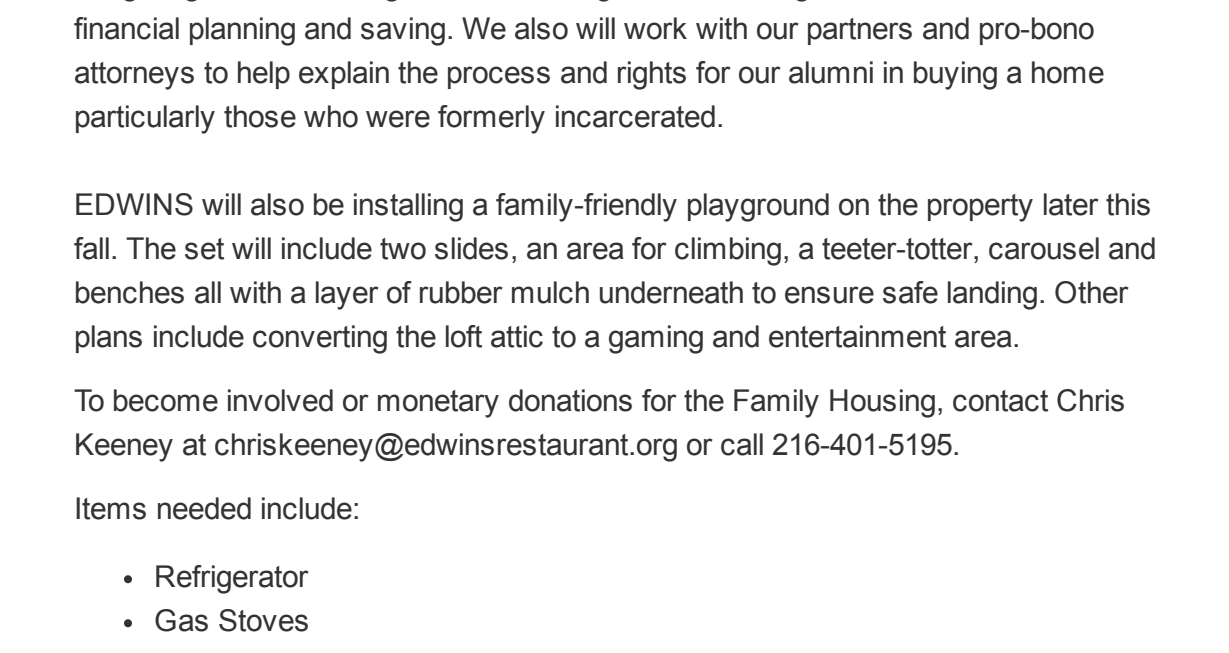 financial planning and saving. We also will work with our partners and pro-bono
attorneys to help explain the process and rights for our alumni in buying a home
particularly those who were formerly incarcerated.
EDWINS will also be installing a family-friendly playground on the property later this
fall. The set will include two slides, an area for climbing, a teeter-totter, carousel and
benches all with a layer of rubber mulch underneath to ensure safe landing. Other
plans include converting the loft attic to a gaming and entertainment area.
To become involved or monetary donations for the Family Housing, contact Chris
Keeney at chriskeeney@edwinsrestaurant.org or call 216-401-5195.
Items needed include:
• Refrigerator
• Gas Stoves